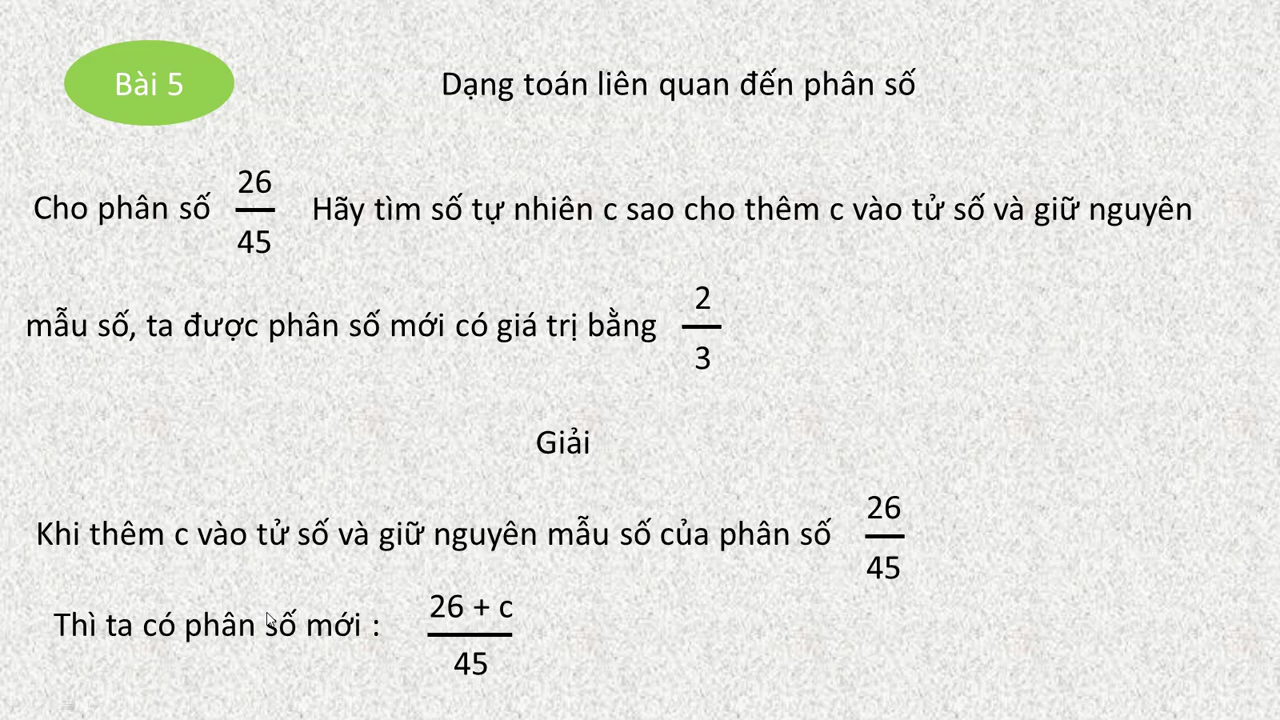 Bài 5
Dạng toán liên quan đến phân số
Cho phân số 26/45 Hãy tìm số tự nhiên c sao cho thêm c vào tử số và giữ nguyên
mẫu số, ta được phân số mới có giá trị bằng 2/3
Giải
Khi thêm c vào tử số và giữ nguyên mẫu số của phân số 26/45
Thì ta có phân số mới : 26 + c/45